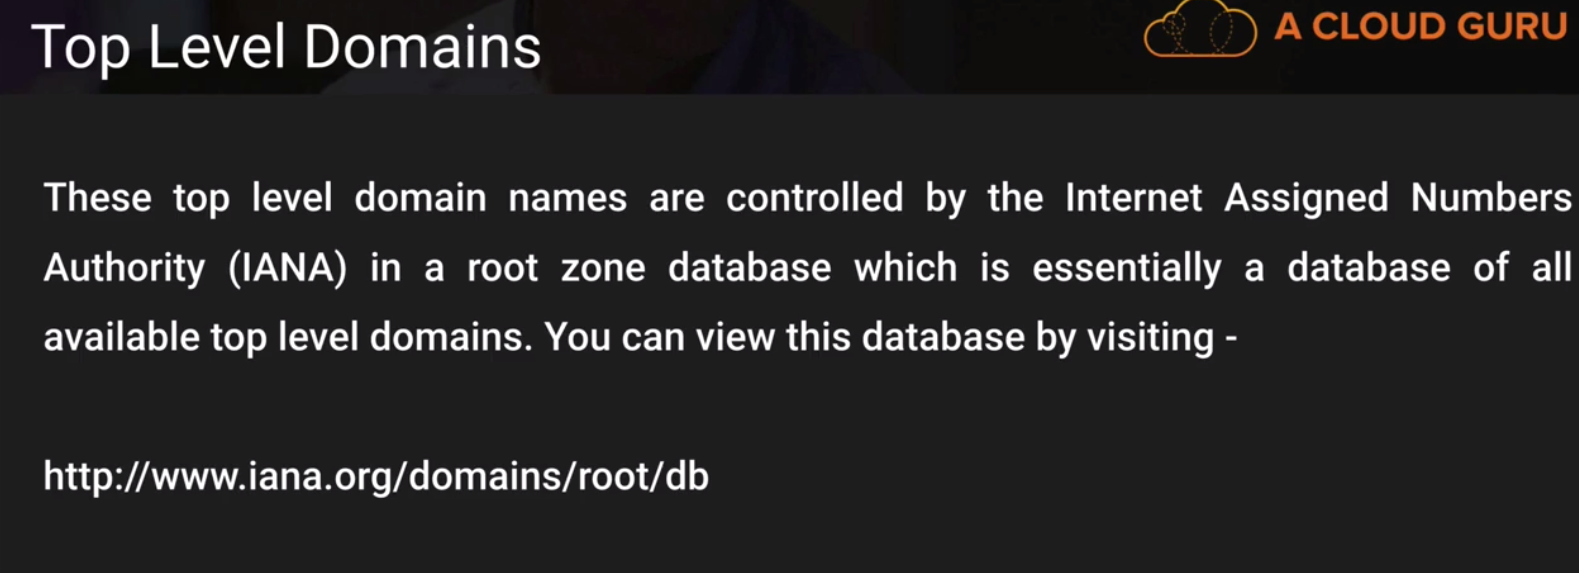 Top Level Domains
A CLOUD GURU
These top level domain names are controlled by the Internet Assigned Numbers
Authority (IANA) in a root zone database which is essentially a database of all
available top level domains. You can view this database by visiting -
http://www.iana.org/domains/root/db